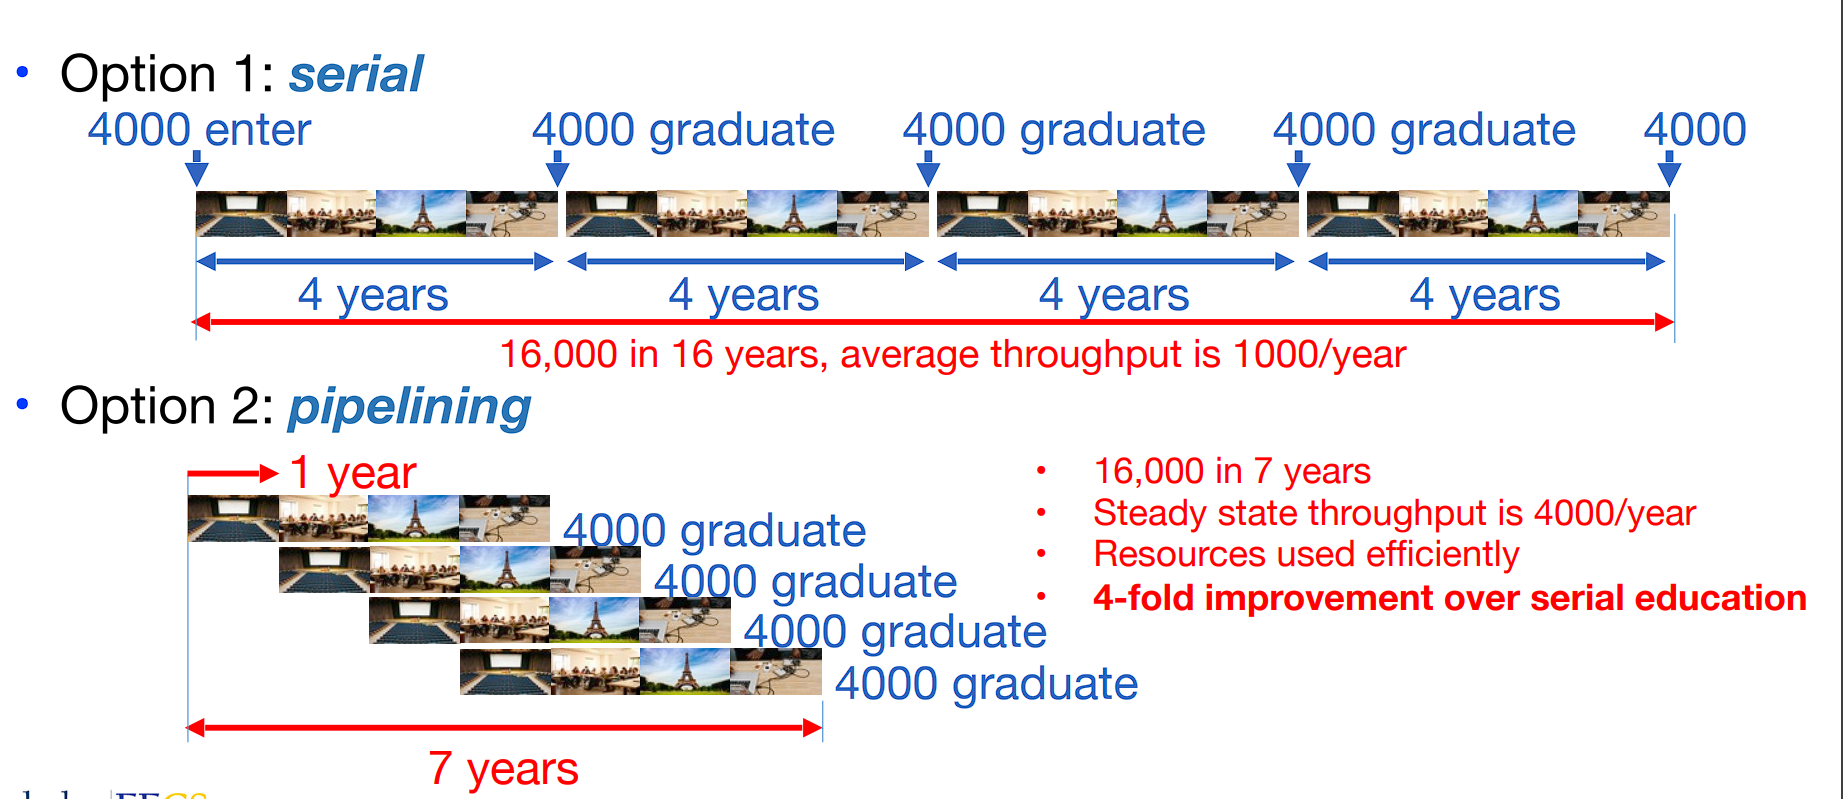 • Option 1: serial
4000 enter 4000 graduate 4000 graduate 4000 graduate 4000
4 years 4 years 4 years 4 years
16,000 in 16 years, average throughput is 1000/year
• Option 2: pipelining
1 year
4000 graduate
4000 graduate
4000 graduate
4000 graduate
7 years
• 16,000 in 7 years
• Steady state throughput is 4000/year
• Resources used efficiently
• 4-fold improvement over serial education